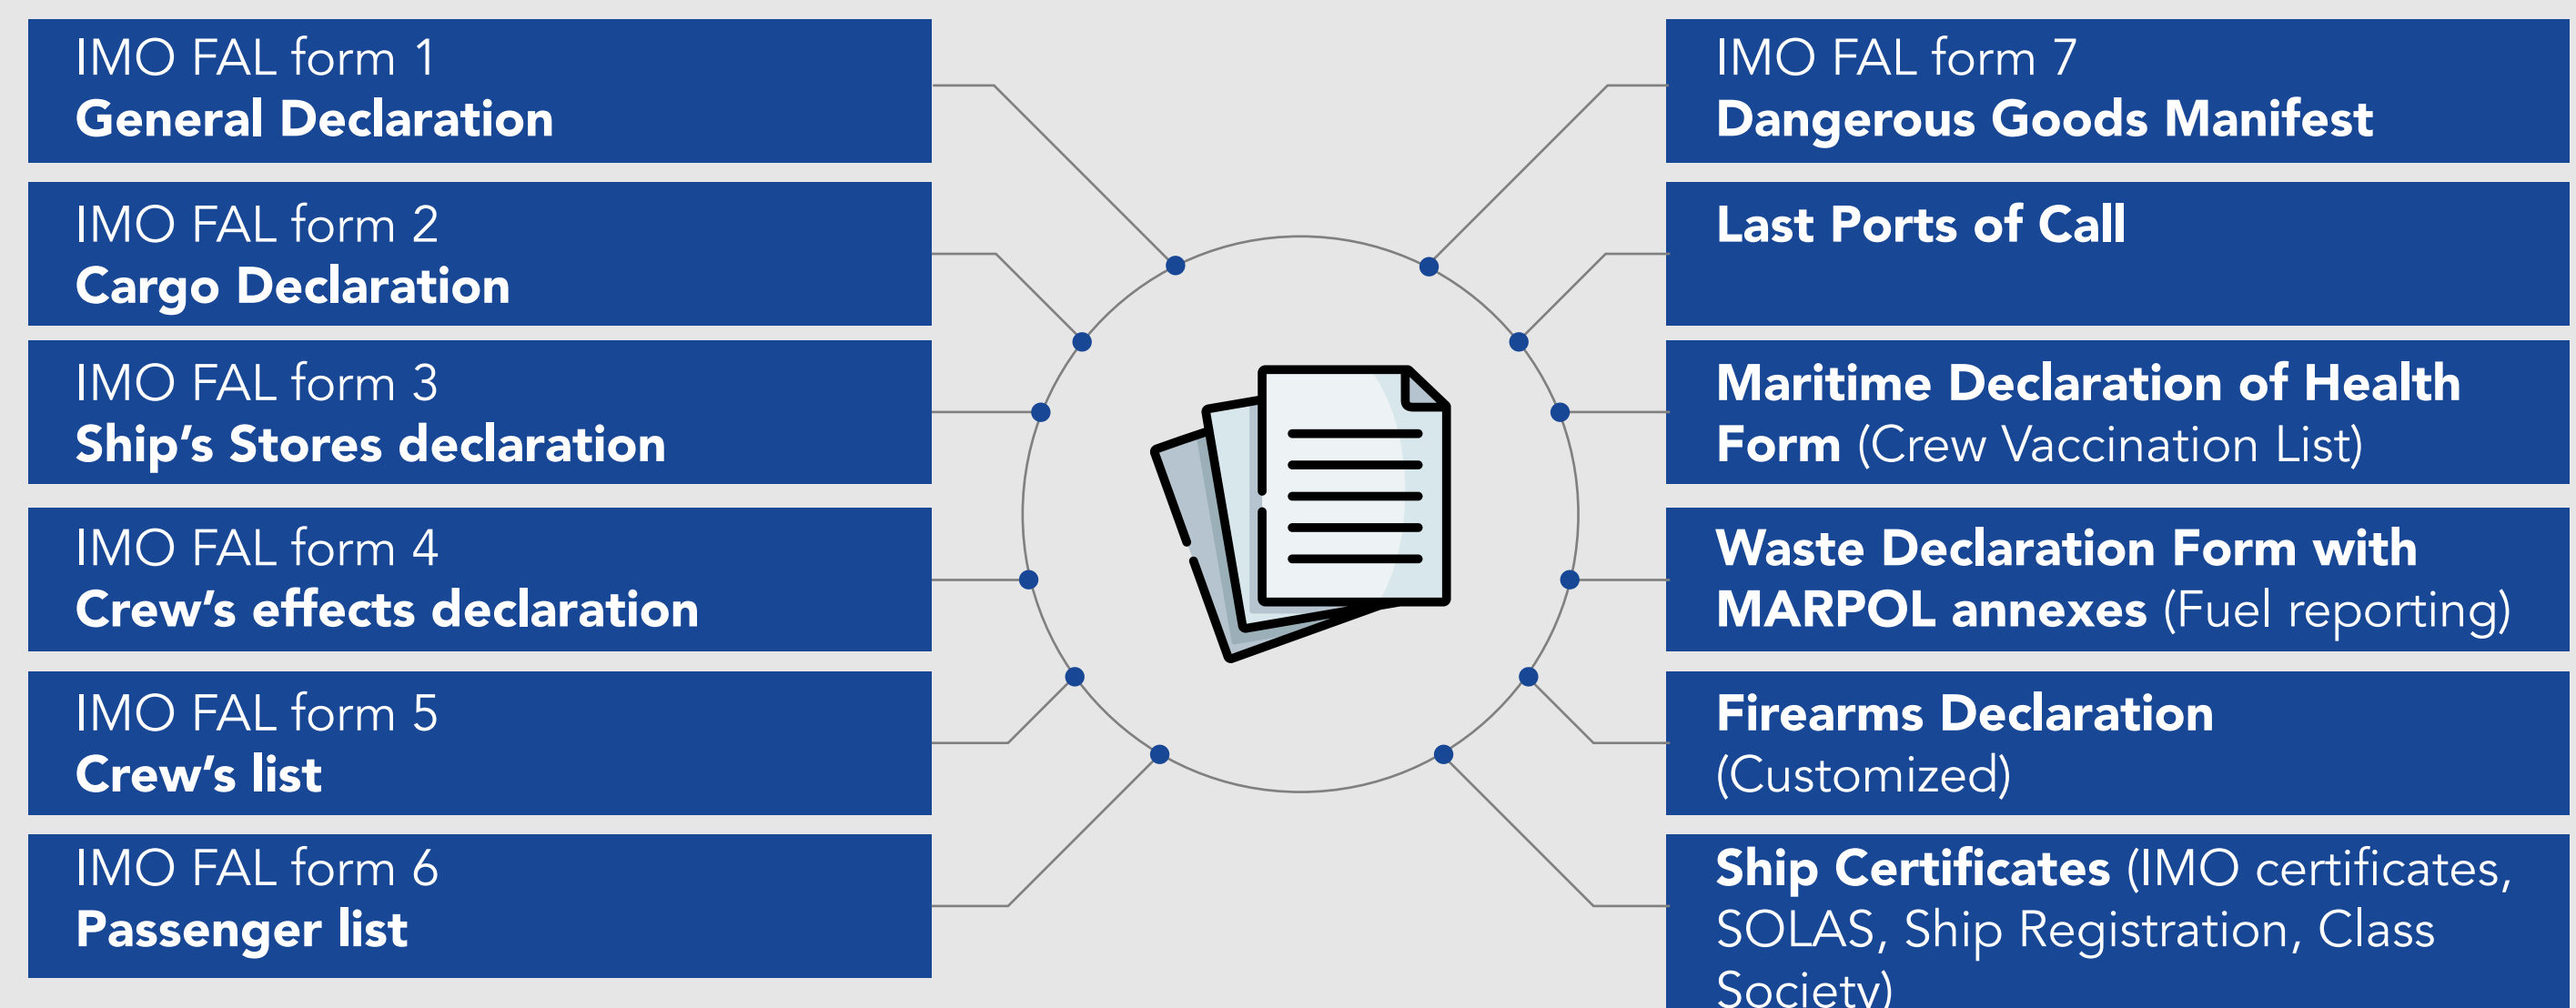 IMO FAL form 1
General Declaration
IMO FAL form 2
Cargo Declaration
IMO FAL form 3
Ship's Stores declaration
IMO FAL form 4
Crew's effects declaration
IMO FAL form 5
Crew's list
IMO FAL form 6
Passenger list
IMO FAL form 7
Dangerous Goods Manifest
Last Ports of Call
Maritime Declaration of Health
Form (Crew Vaccination List)
Waste Declaration Form with
MARPOL annexes (Fuel reporting)
Firearms Declaration
(Customized)
Ship Certificates (IMO certificates,
SOLAS, Ship Registration, Class
Society)